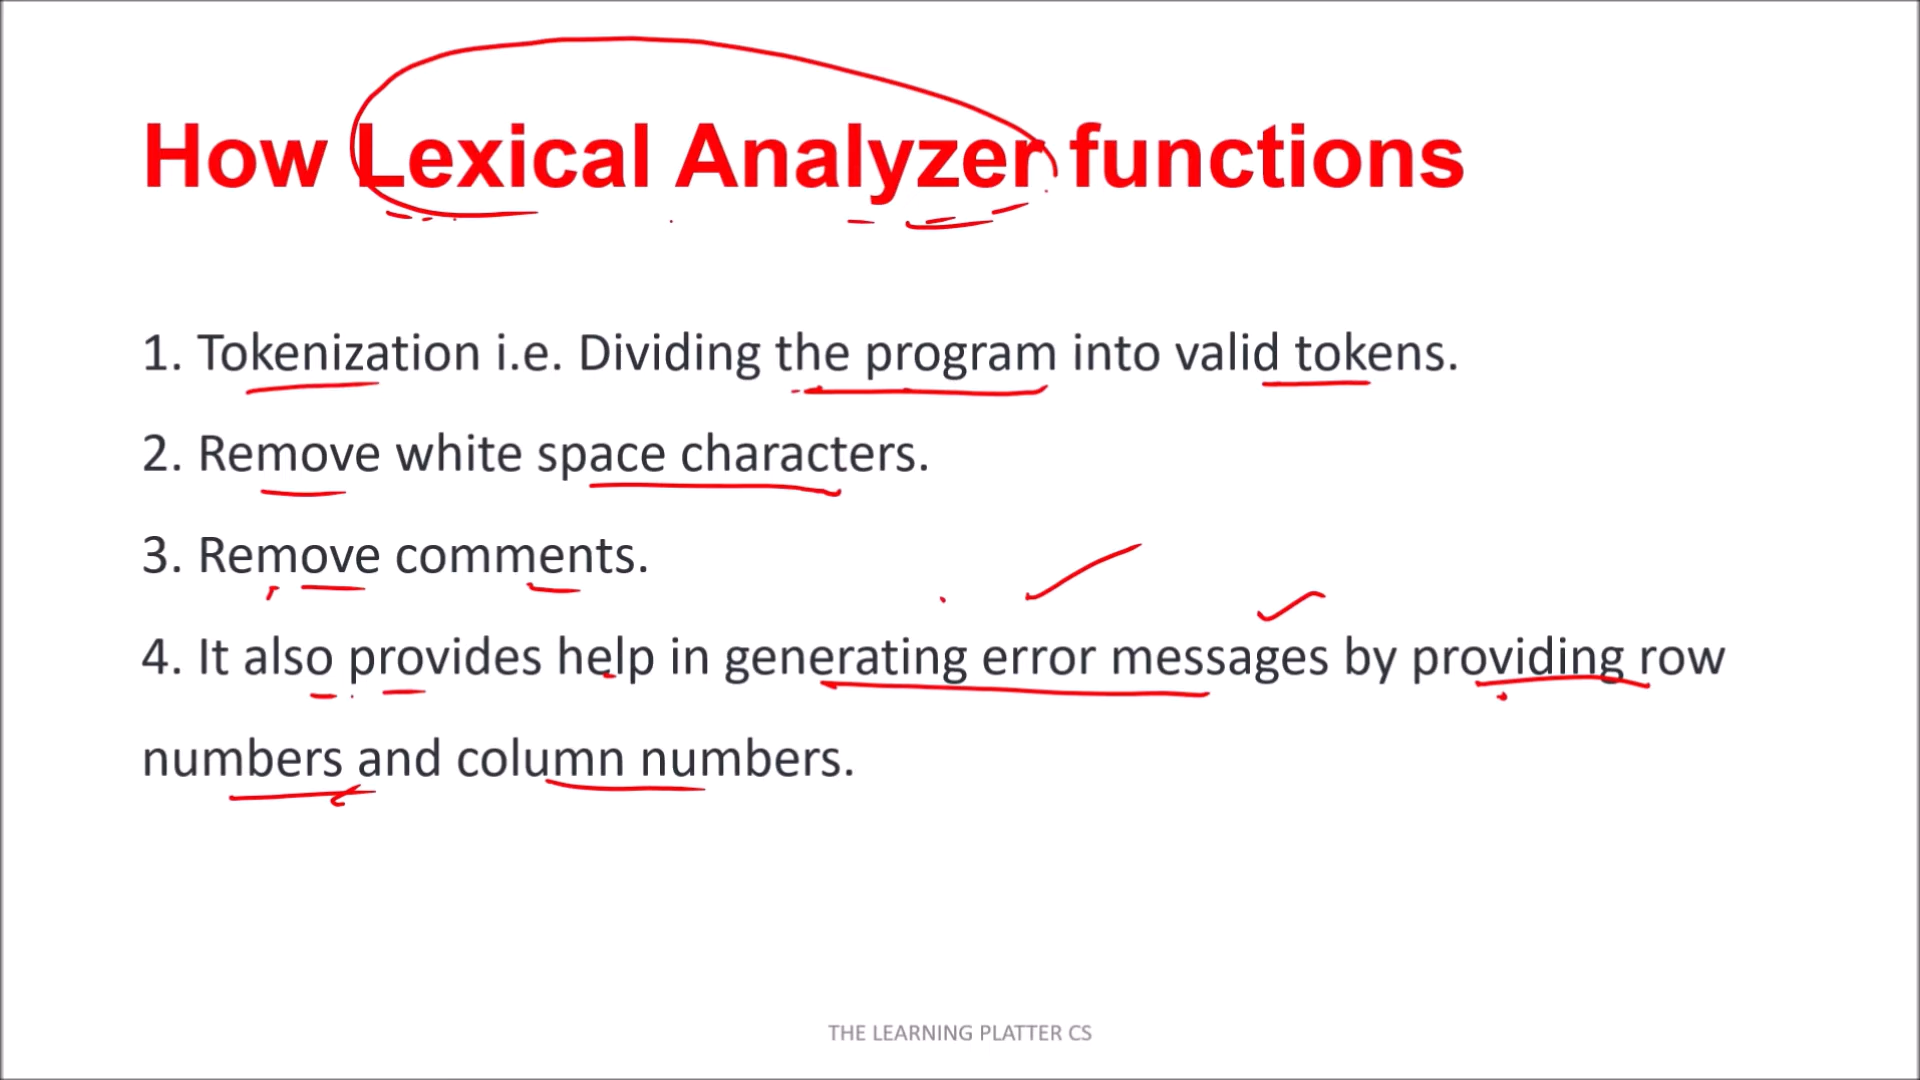 How Lexical Analyzer functions
1. Tokenization i.e. Dividing the program into valid tokens.
2. Remove white space characters.
3. Remove comments.
4. It also provides help in generating error messages by providing row
numbers and column numbers.
THE LEARNING PLATTER CS